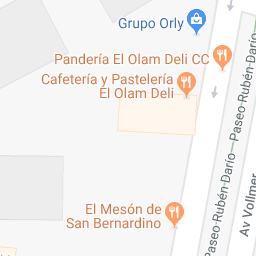 Grupo Orly
Pandería El Olam Deli CC
Cafetería y Pastelería
El Olam Deli
El Mesón de
San Bernardino
Paseo Rubén Darío
Paseo Rubén Darío
Av Vollmer